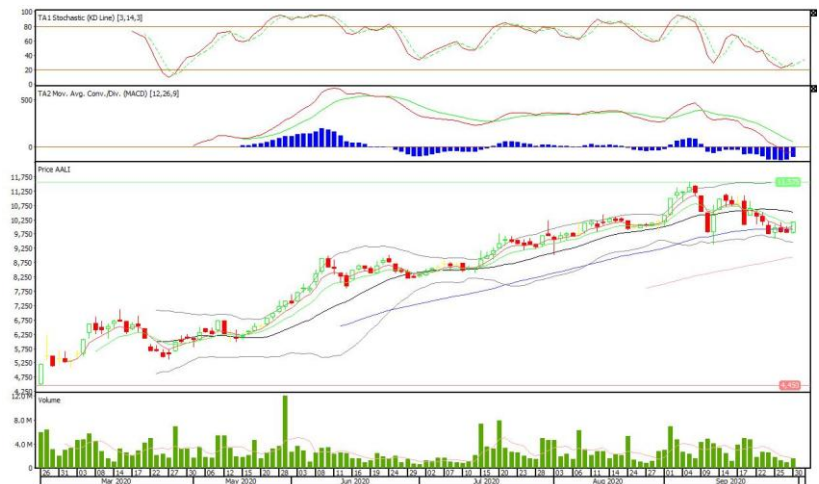 100
TA1 Stochastic (KD Line) [3,14,3]
80
60
40
20
0
TA2 Mov. Avg. Conv./Div. (MACD) [12,26,9]
500
0
Price AALI
11,750
11,250
10,750
10,250
9,750
9,250
8,750
8,250
7,750
7,250
6,750
6,250
5,750
5,250
4,750
4,250
4,450
Volume
12.0 M
8.0 M
4.0 M
0.0
26 31 03 08 14 17 22 27 04 12 15 20 28 03 08 11 16 19 24 29 02 07 10 15 20 23 28 03 06 11 14 24 27 01 04 09 14 17 22 25 30
Mar 2020 May 2020 Jun 2020 Jul 2020 Aug 2020 Sep 2020